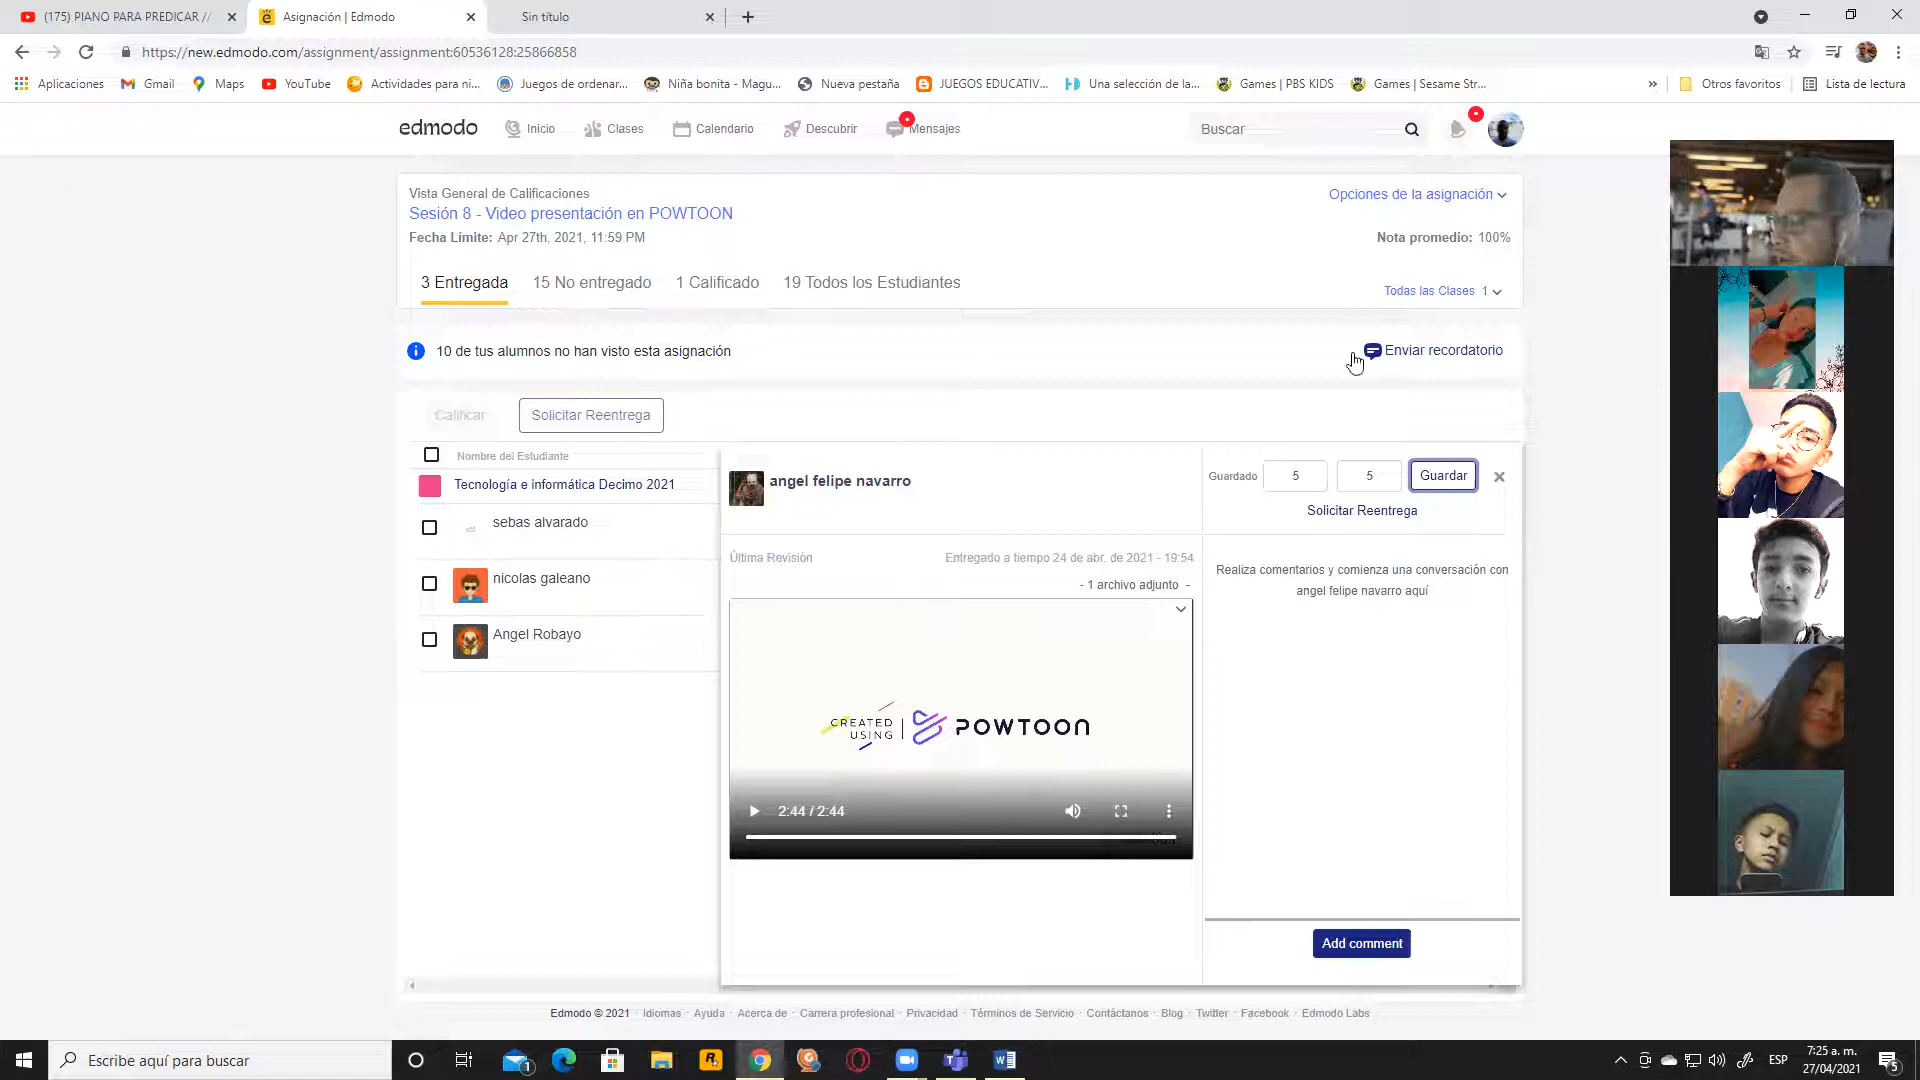 (175) PIANO PARA PREDICAR //
Asignación | Edmodo
Sin título
https://new.edmodo.com/assignment/assignment:60536128:25866858
Aplicaciones
Gmail
Maps
YouTube
Actividades para ni...
Juegos de ordenar...
Niña bonita - Magu...
Nueva pestaña
JUEGOS EDUCATIV...
Una selección de la...
Games | PBS KIDS
Games | Sesame Str...
»
Otros favoritos
Lista de lectura
edmodo
Inicio
Clases
Calendario
Descubrir
Mensajes
Buscar
Vista General de Calificaciones
Opciones de la asignación
Sesión 8 - Video presentación en POWTOON
Fecha Límite: Apr 27th, 2021, 11:59 PM
Nota promedio: 100%
3 Entregada
15 No entregado
1 Calificado
19 Todos los Estudiantes
Todas las Clases 1
10 de tus alumnos no han visto esta asignación
Enviar recordatorio
Calificar
Solicitar Reentrega
Nombre del Estudiante
Tecnología e informática Decimo 2021
sebas alvarado
nicolas galeano
Angel Robayo
angel felipe navarro
Guardado
5
5
Guardar
Solicitar Reentrega
Última Revisión
Entregado a tiempo 24 de abr. de 2021 - 19:54
- 1 archivo adjunto -
Realiza comentarios y comienza una conversación con
angel felipe navarro aquí
CREATED
USING
POWTOON
2:44 / 2:44
Add comment
Edmodo © 2021 · Idiomas · Ayuda · Acerca de · Carrera profesional · Privacidad · Términos de Servicio · Contáctanos · Blog · Twitter · Facebook · Edmodo Labs
Escribe aquí para buscar
1
ESP
7:25 a. m.
27/04/2021
5